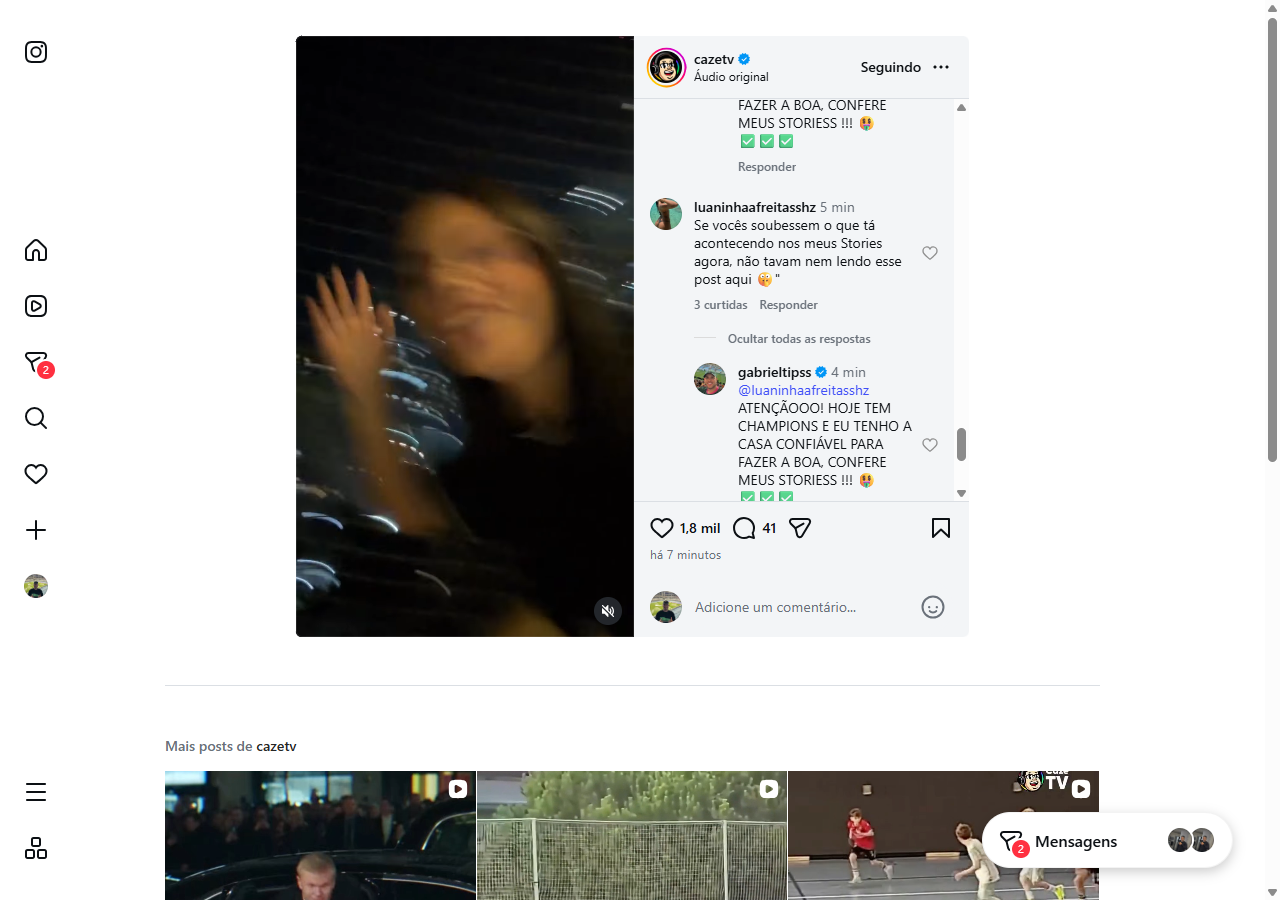 cazetv
Áudio original
Seguindo
FAZER A BOA, CONFERE
MEUS STORIESS !!! 🤑
✅✅✅
Responder
luaninhaafreitasshz 5 min
Se vocês soubessem o que tá
acontecendo nos meus Stories
agora, não tavam nem lendo esse
post aqui 🫣"
3 curtidas Responder
Ocultar todas as respostas
gabrieltipss 4 min
@luaninhaafreitasshz
ATENÇÃOOO! HOJE TEM
CHAMPIONS E EU TENHO A
CASA CONFIÁVEL PARA
FAZER A BOA, CONFERE
MEUS STORIESS !!! 🤑
✅✅✅
1,8 mil 41
há 7 minutos
Adicione um comentário...
2
Mais posts de cazetv
TV
2 Mensagens